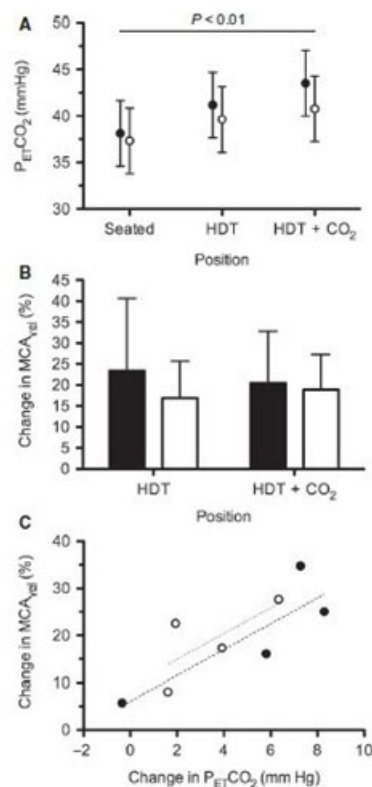 A
P < 0.01
PETCO2 (mmHg)
50
45
40
35
30
Seated
HDT
HDT + CO2
Position
B
Change in MCAvel (%)
45
40
35
30
25
20
15
10
5
0
HDT
HDT + CO2
Position
C
Change in MCAvel (%)
40
30
20
10
0
−2
0
2
4
6
8
10
Change in PETCO2 (mm Hg)